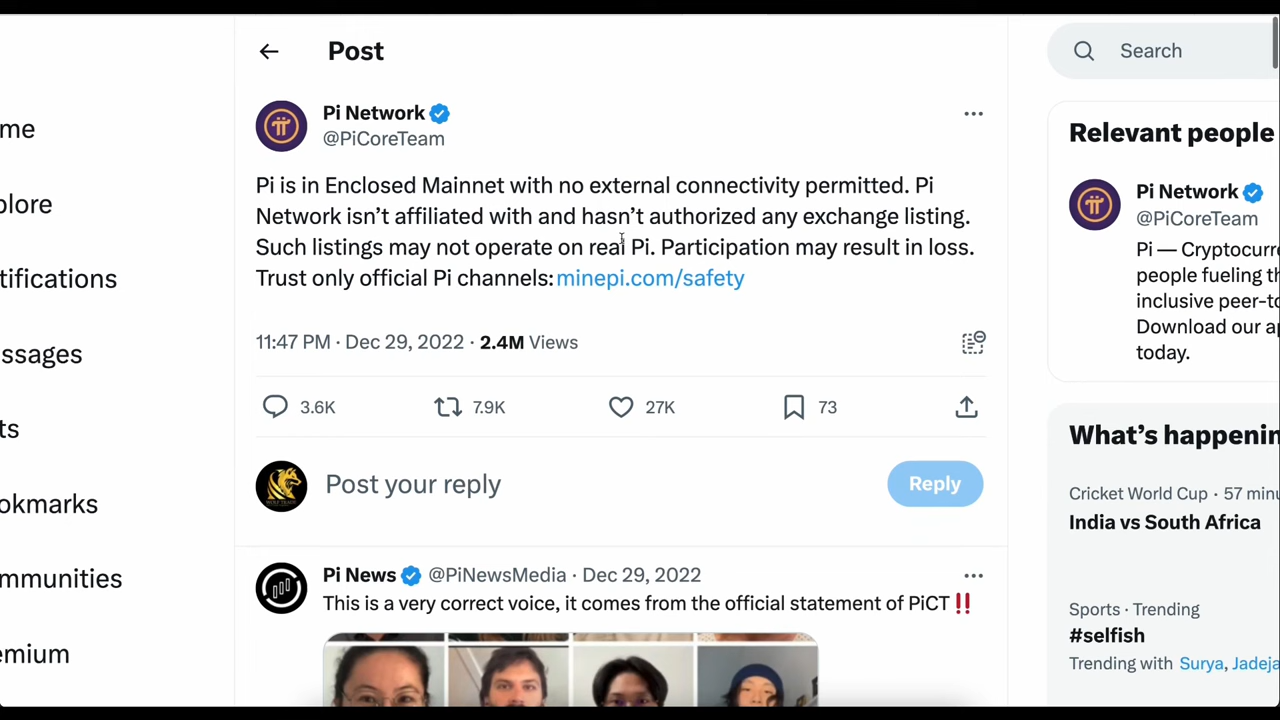 Post
Search
Pi Network
@PiCoreTeam
Pi is in Enclosed Mainnet with no external connectivity permitted. Pi
Network isn’t affiliated with and hasn’t authorized any exchange listing.
Such listings may not operate on real Pi. Participation may result in loss.
Trust only official Pi channels: minepi.com/safety
11:47 PM · Dec 29, 2022 · 2.4M Views
3.6K 7.9K 27K 73
Post your reply
Reply
Pi News @PiNewsMedia · Dec 29, 2022
This is a very correct voice, it comes from the official statement of PiCT‼️
me
plore
tifications
ssages
ts
okmarks
mmunities
emium
Relevant people
Pi Network
@PiCoreTeam
Pi — Cryptocurre
people fueling th
inclusive peer-to
Download our ap
today.
What’s happenin
Cricket World Cup · 57 minu
India vs South Africa
Sports · Trending
#selfish
Trending with Surya, Jadeja